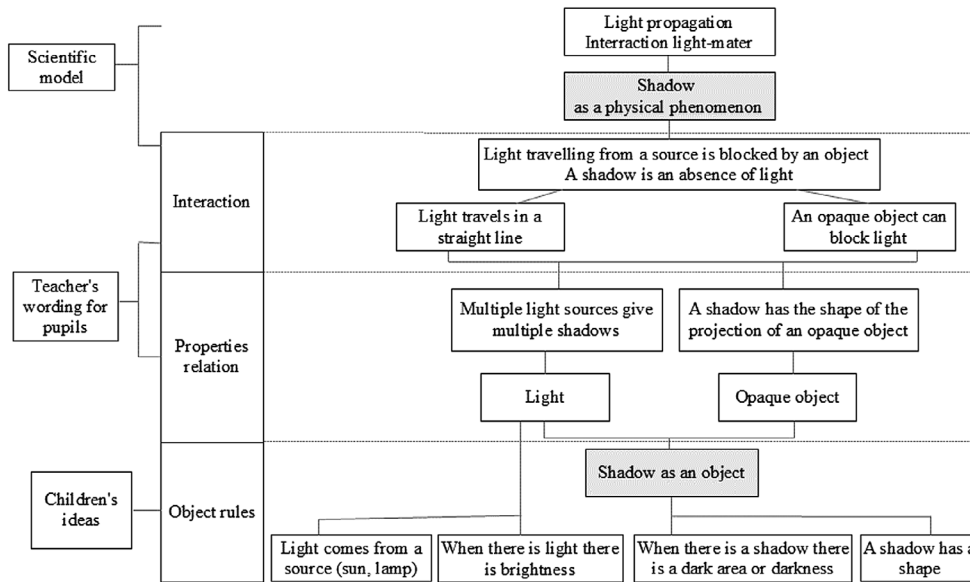 Light propagation
Interraction light-mater
Scientific
model
Shadow
as a physical phenomenon
Light travelling from a source is blocked by an object
A shadow is an absence of light
Interaction
Light travels in a
straight line
An opaque object can
block light
Teacher's
wording for
pupils
Multiple light sources give
multiple shadows
A shadow has the shape of the
projection of an opaque object
Properties
relation
Light
Opaque object
Shadow as an object
Children's
ideas
Object rules
Light comes from a
source (sun, lamp)
When there is light there
is brightness
When there is a shadow there
is a dark area or darkness
A shadow has a
shape